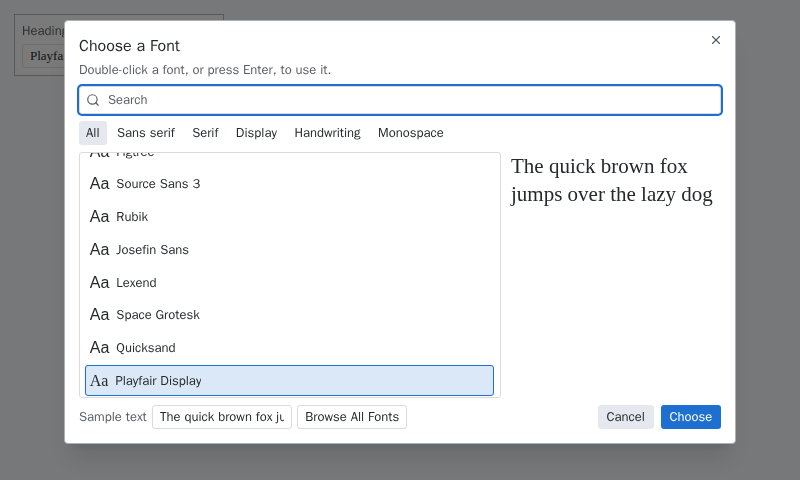 Heading
Playfa
Choose a Font
Double-click a font, or press Enter, to use it.
Search
All Sans serif Serif Display Handwriting Monospace
Aa Figtree
Aa Source Sans 3
Aa Rubik
Aa Josefin Sans
Aa Lexend
Aa Space Grotesk
Aa Quicksand
Aa Playfair Display
The quick brown fox
jumps over the lazy dog
Sample text The quick brown fox ju Browse All Fonts Cancel Choose